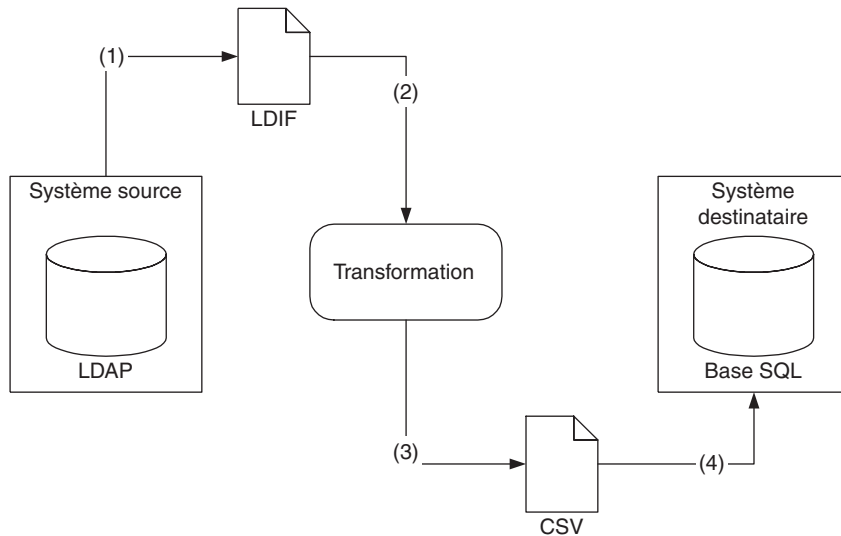 (1)
LDIF
(2)
Système source
LDAP
Transformation
Système
destinataire
Base SQL
(3)
CSV
(4)